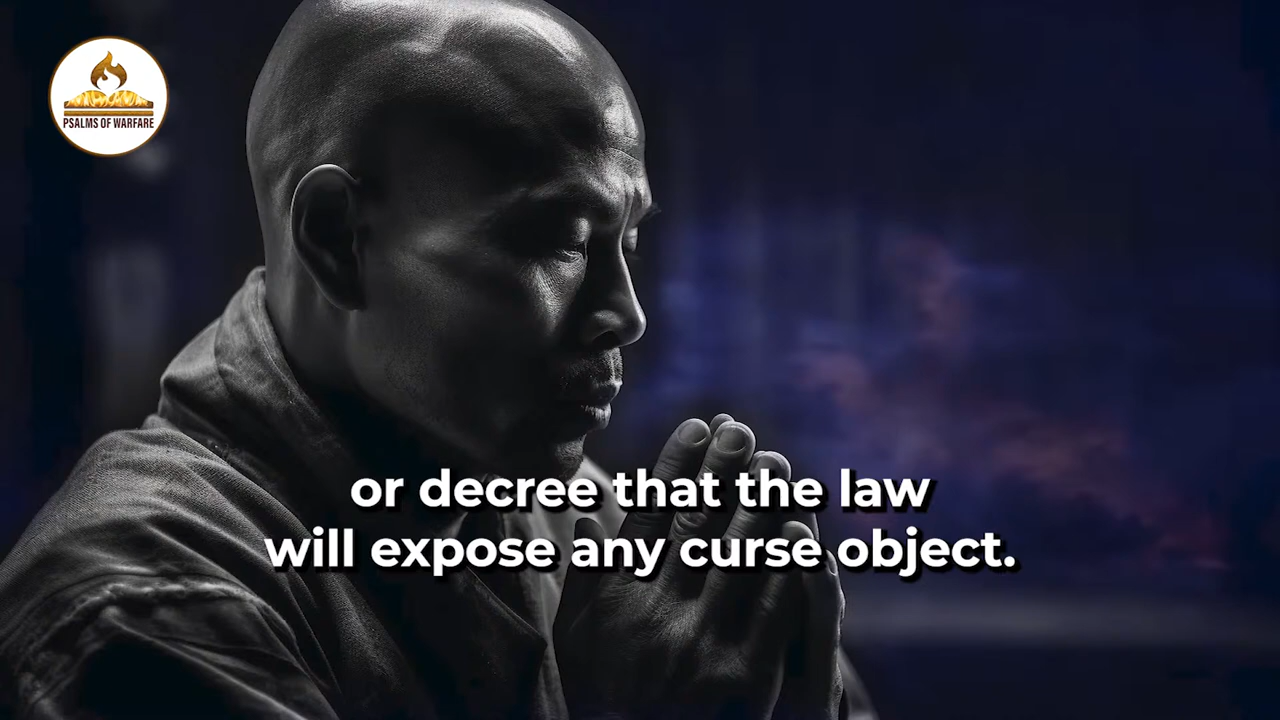 PSALMS OF WARFARE
or decree that the law
will expose any curse object.